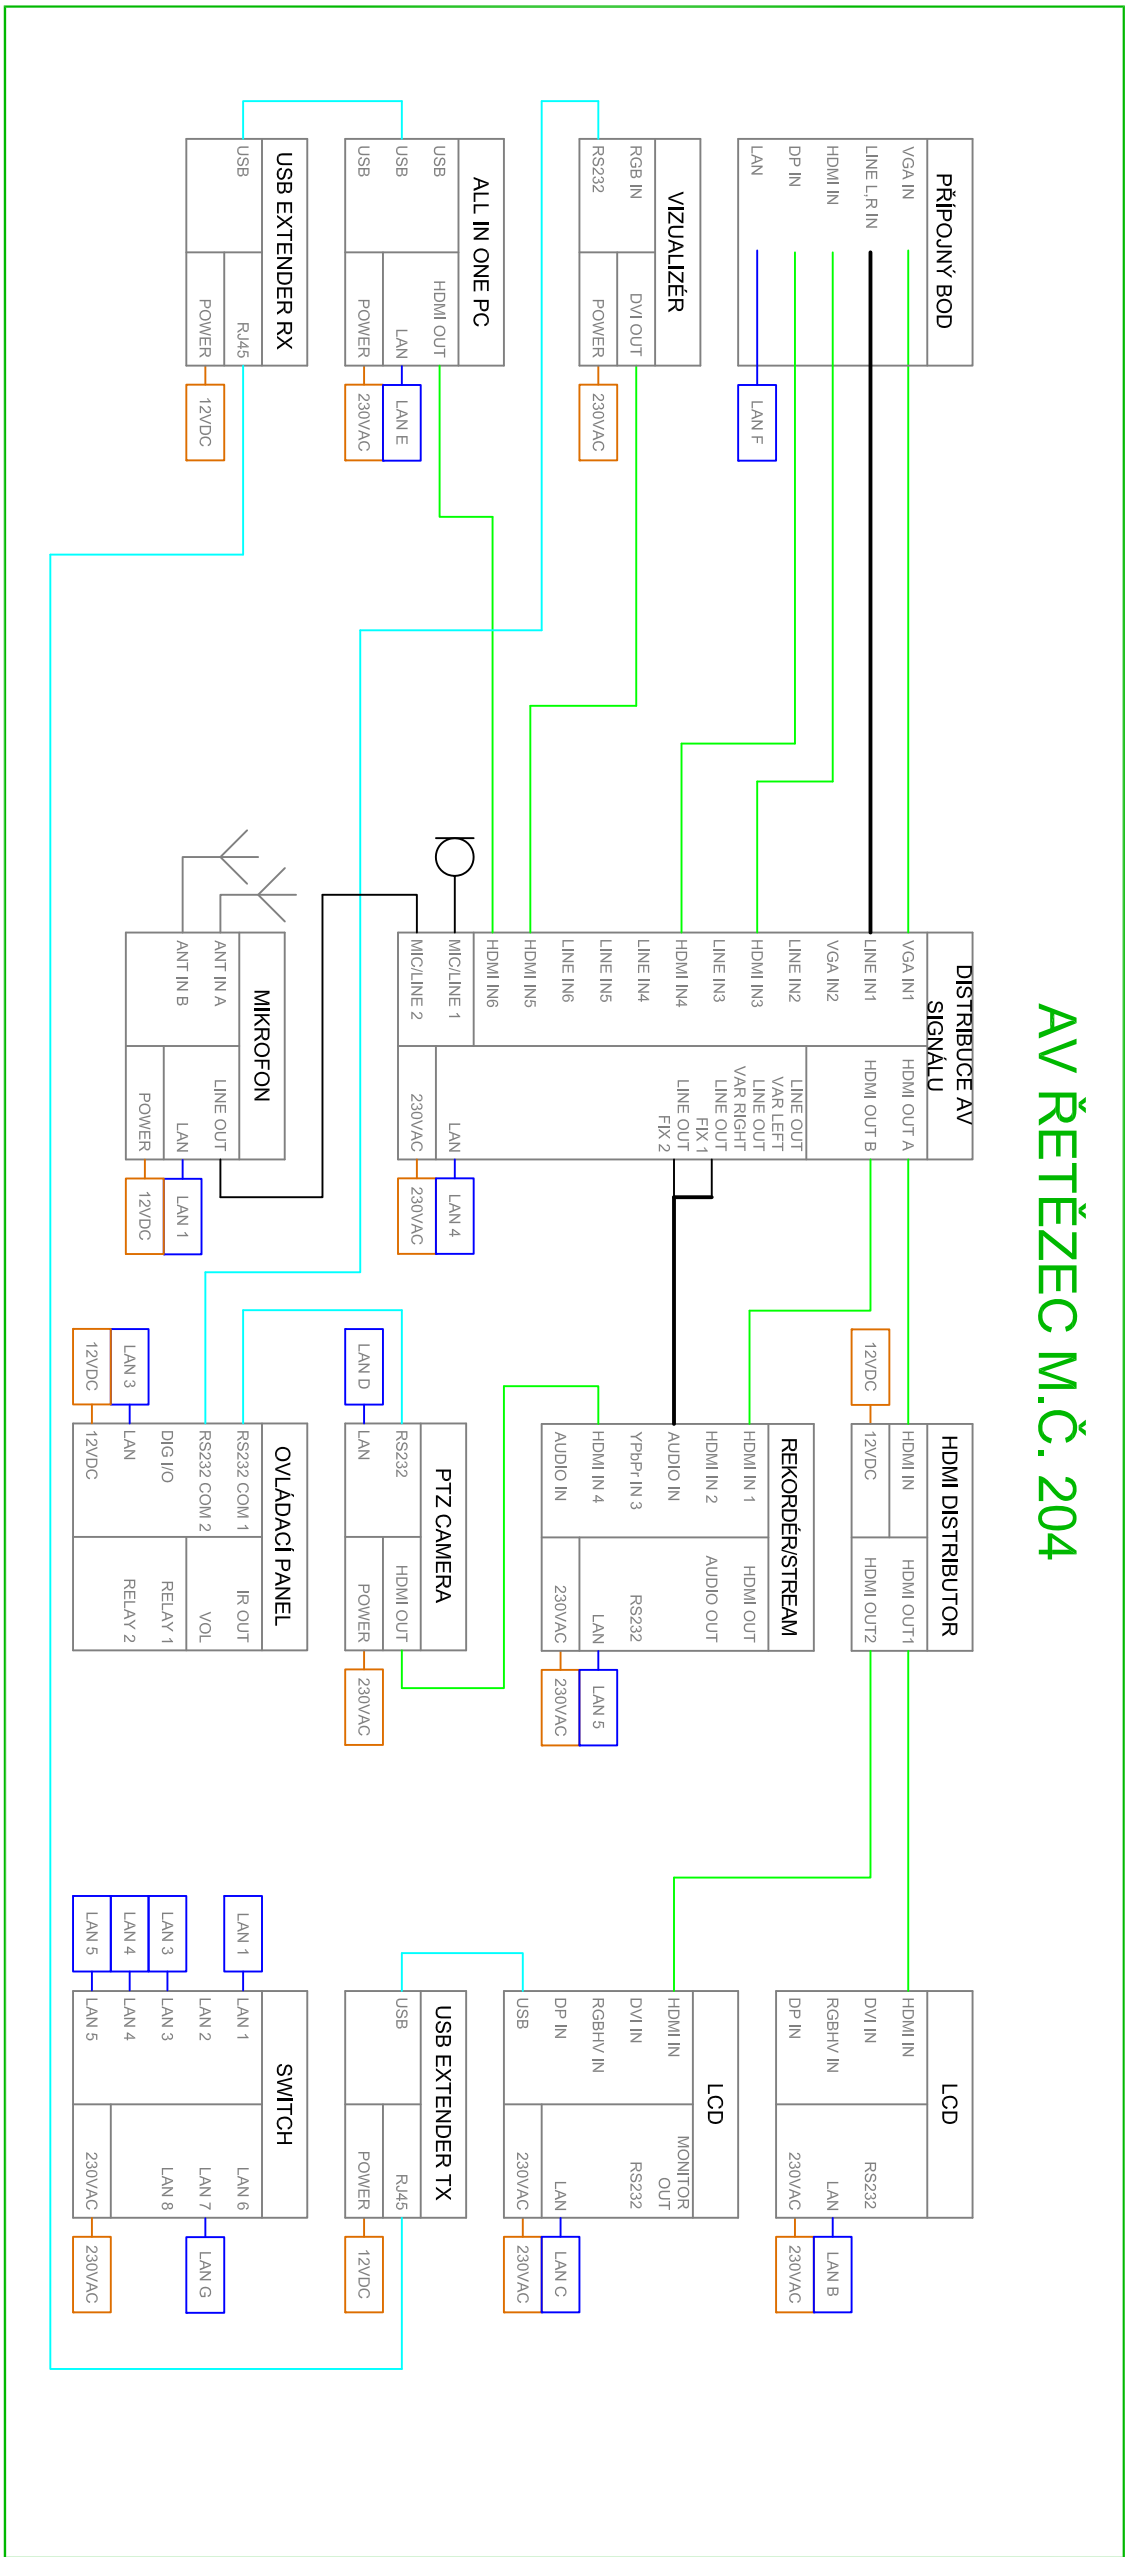 AV ŘETĚZEC M.Č. 204
PŘÍPOJNÝ BOD
VGA IN
LINE L,R IN
HDMI IN
DP IN
LAN
LAN F
VIZUALIZÉR
RGB IN
RS232
DVI OUT
POWER
230VAC
ALL IN ONE PC
USB
USB
USB
HDMI OUT
LAN
POWER
LAN E
230VAC
USB EXTENDER RX
USB
RJ45
POWER
12VDC
DISTRIBUCE AV
SIGNÁLU
VGA IN1
LINE IN1
VGA IN2
LINE IN2
HDMI IN3
LINE IN3
HDMI IN4
LINE IN4
LINE IN5
LINE IN6
HDMI IN5
HDMI IN6
MIC/LINE 1
MIC/LINE 2
HDMI OUT A
HDMI OUT B
LINE OUT
VAR LEFT
LINE OUT
VAR RIGHT
LINE OUT
FIX 1
LINE OUT
FIX 2
LAN
230VAC
LAN 4
230VAC
MIKROFON
ANT IN A
ANT IN B
LINE OUT
LAN
POWER
LAN 1
12VDC
HDMI DISTRIBUTOR
12VDC
HDMI IN
12VDC
HDMI OUT1
HDMI OUT2
REKORDÉR/STREAM
HDMI IN 1
HDMI IN 2
AUDIO IN
YPbPr IN 3
HDMI IN 4
AUDIO IN
HDMI OUT
AUDIO OUT
RS232
LAN
230VAC
LAN 5
230VAC
PTZ CAMERA
LAN D
RS232
LAN
HDMI OUT
POWER
230VAC
OVLÁDACÍ PANEL
LAN 3
12VDC
RS232 COM 1
RS232 COM 2
DIG I/O
LAN
12VDC
IR OUT
VOL
RELAY 1
RELAY 2
LCD
HDMI IN
DVI IN
RGBHV IN
DP IN
RS232
LAN
230VAC
LAN B
230VAC
LCD
HDMI IN
DVI IN
RGBHV IN
DP IN
USB
MONITOR
OUT
RS232
LAN
230VAC
LAN C
230VAC
USB EXTENDER TX
USB
RJ45
POWER
12VDC
SWITCH
LAN 1
LAN 3
LAN 4
LAN 5
LAN 1
LAN 2
LAN 3
LAN 4
LAN 5
LAN 6
LAN 7
LAN 8
230VAC
LAN G
230VAC